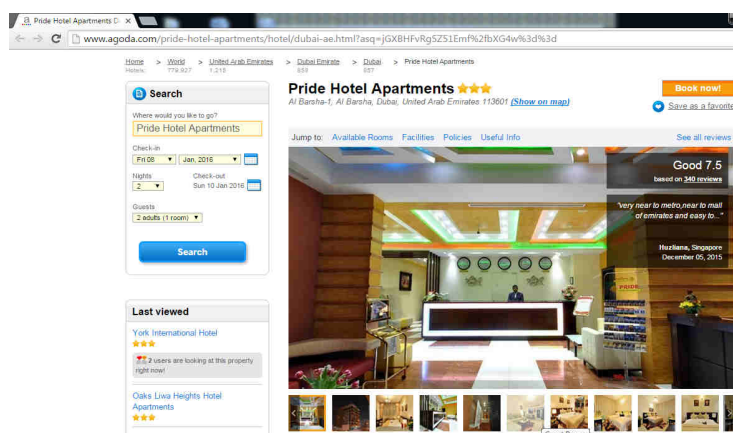 Pride Hotel Apartments D
www.agoda.com/pride-hotel-apartments/hotel/dubai-ae.html?asq=jGXBHFvRg5Z51Emf%2fbXG4w%3d%3d
Home > World > United Arab Emirates > Dubai Emirate > Dubai > Pride Hotel Apartments
Hotels: 779,927 1,215 658 657
Search
Where would you like to go?
Pride Hotel Apartments
Check-in
Fri 08 Jan, 2016
Nights Check-out
2 Sun 10 Jan 2016
Guests
2 adults (1 room)
Search
Last viewed
York International Hotel
2 users are looking at this property
right now!
Oaks Liwa Heights Hotel
Apartments
Pride Hotel Apartments
Al Barsha-1, Al Barsha, Dubai, United Arab Emirates 113601 (Show on map)
Book now!
Save as a favorite
Jump to: Available Rooms Facilities Policies Useful Info See all reviews
Good 7.5
based on 340 reviews
"very near to metro,near to mall
of emirates and easy to..."
Huzliana, Singapore
December 05, 2015
PRIDE